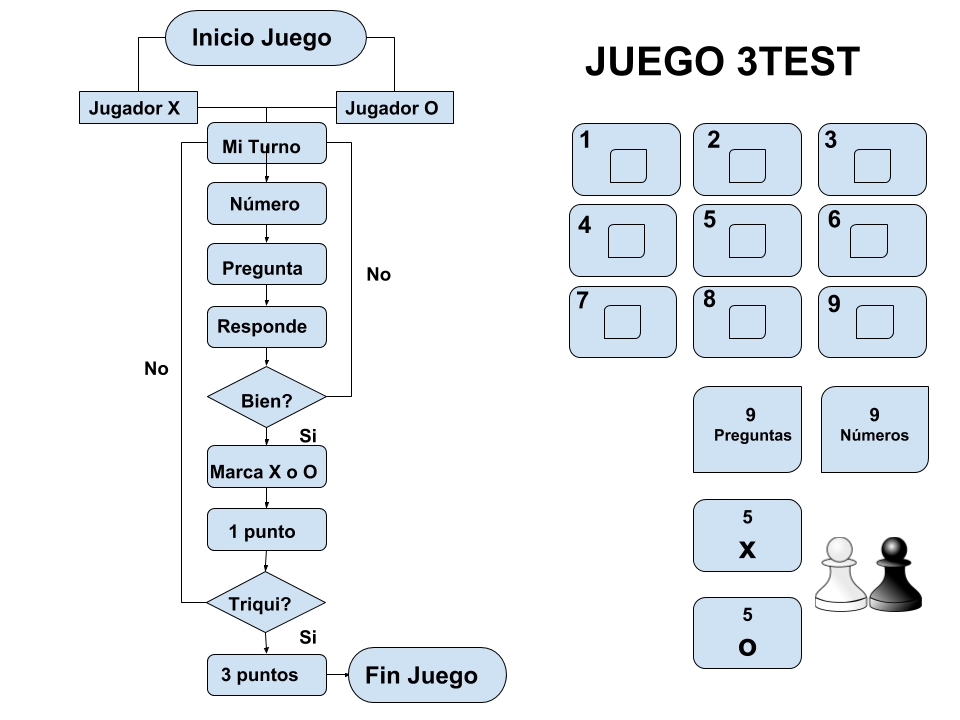 Inicio Juego
Jugador X
Jugador O
Mi Turno
Número
Pregunta
Responde
No
No
Bien?
Si
Marca X o O
1 punto
Triqui?
Si
3 puntos
Fin Juego
JUEGO 3TEST
1
2
3
4
5
6
7
8
9
9
Preguntas
9
Números
5
x
5
o